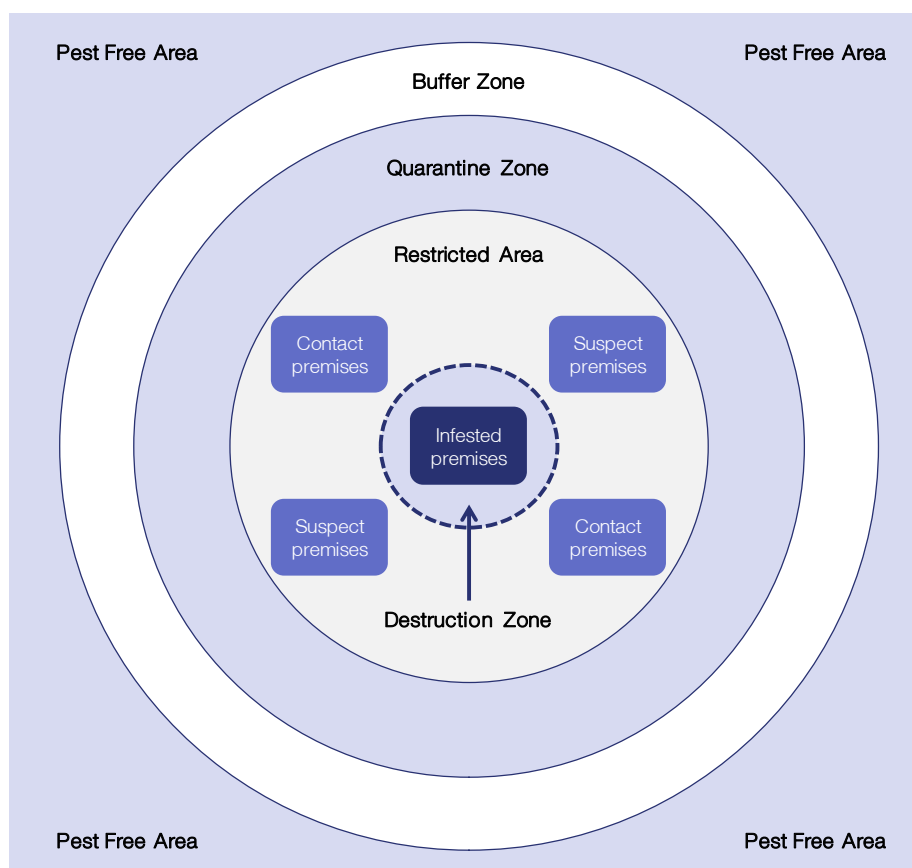 Pest Free Area
Pest Free Area
Buffer Zone
Quarantine Zone
Restricted Area
Contact
premises
Suspect
premises
Infested
premises
Suspect
premises
Contact
premises
Destruction Zone
Pest Free Area
Pest Free Area